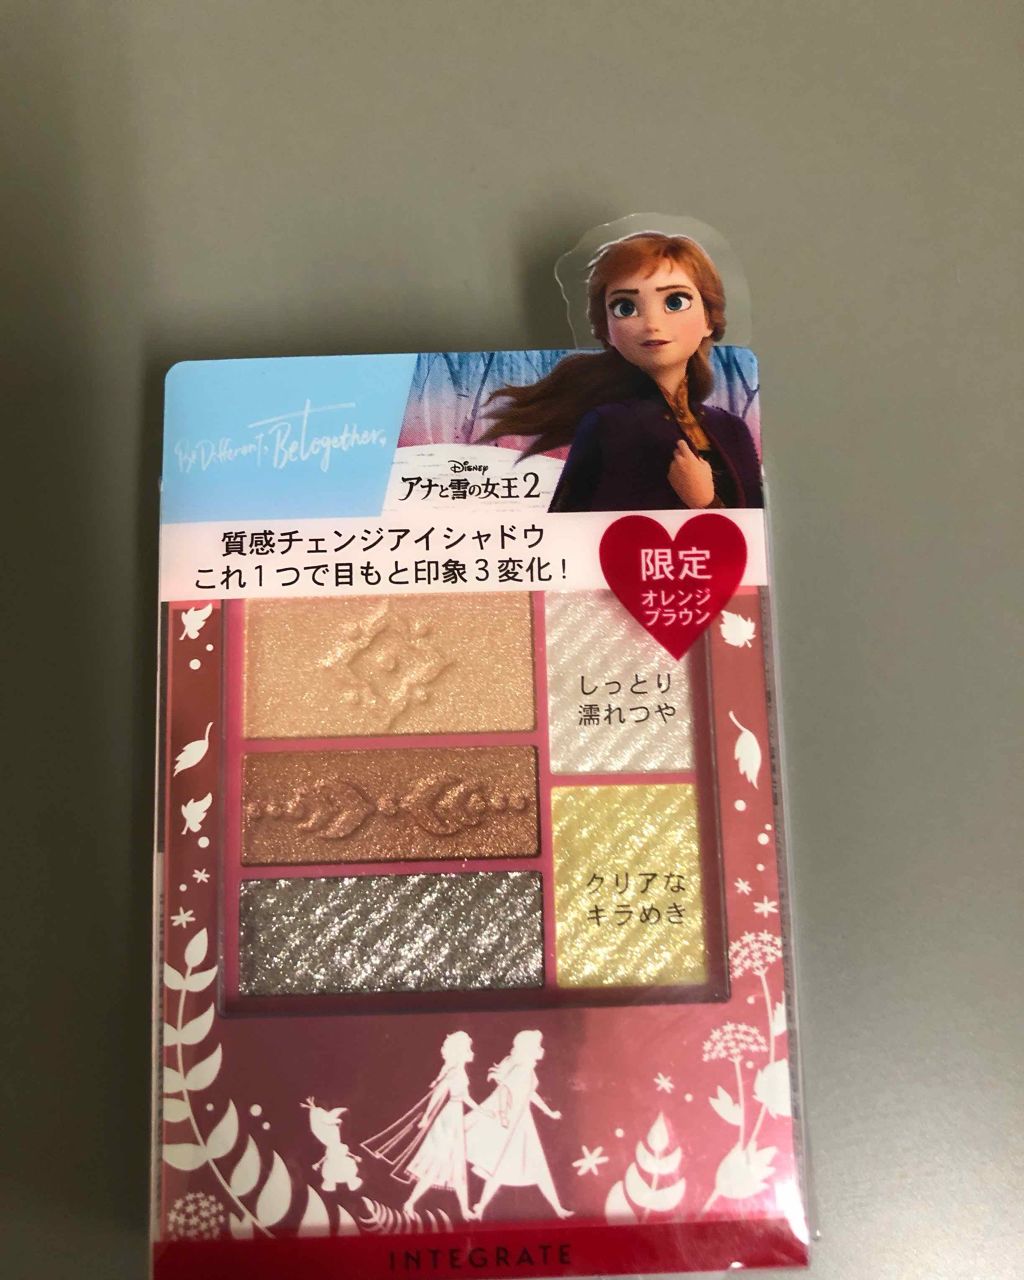 Be Different, Be Together.
Disney
アナと雪の女王2
質感チェンジアイシャドウ
これ1つで目もと印象3変化!
限定
オレンジ
ブラウン
しっとり
濡れつや
クリアな
キラめき
INTEGRATE